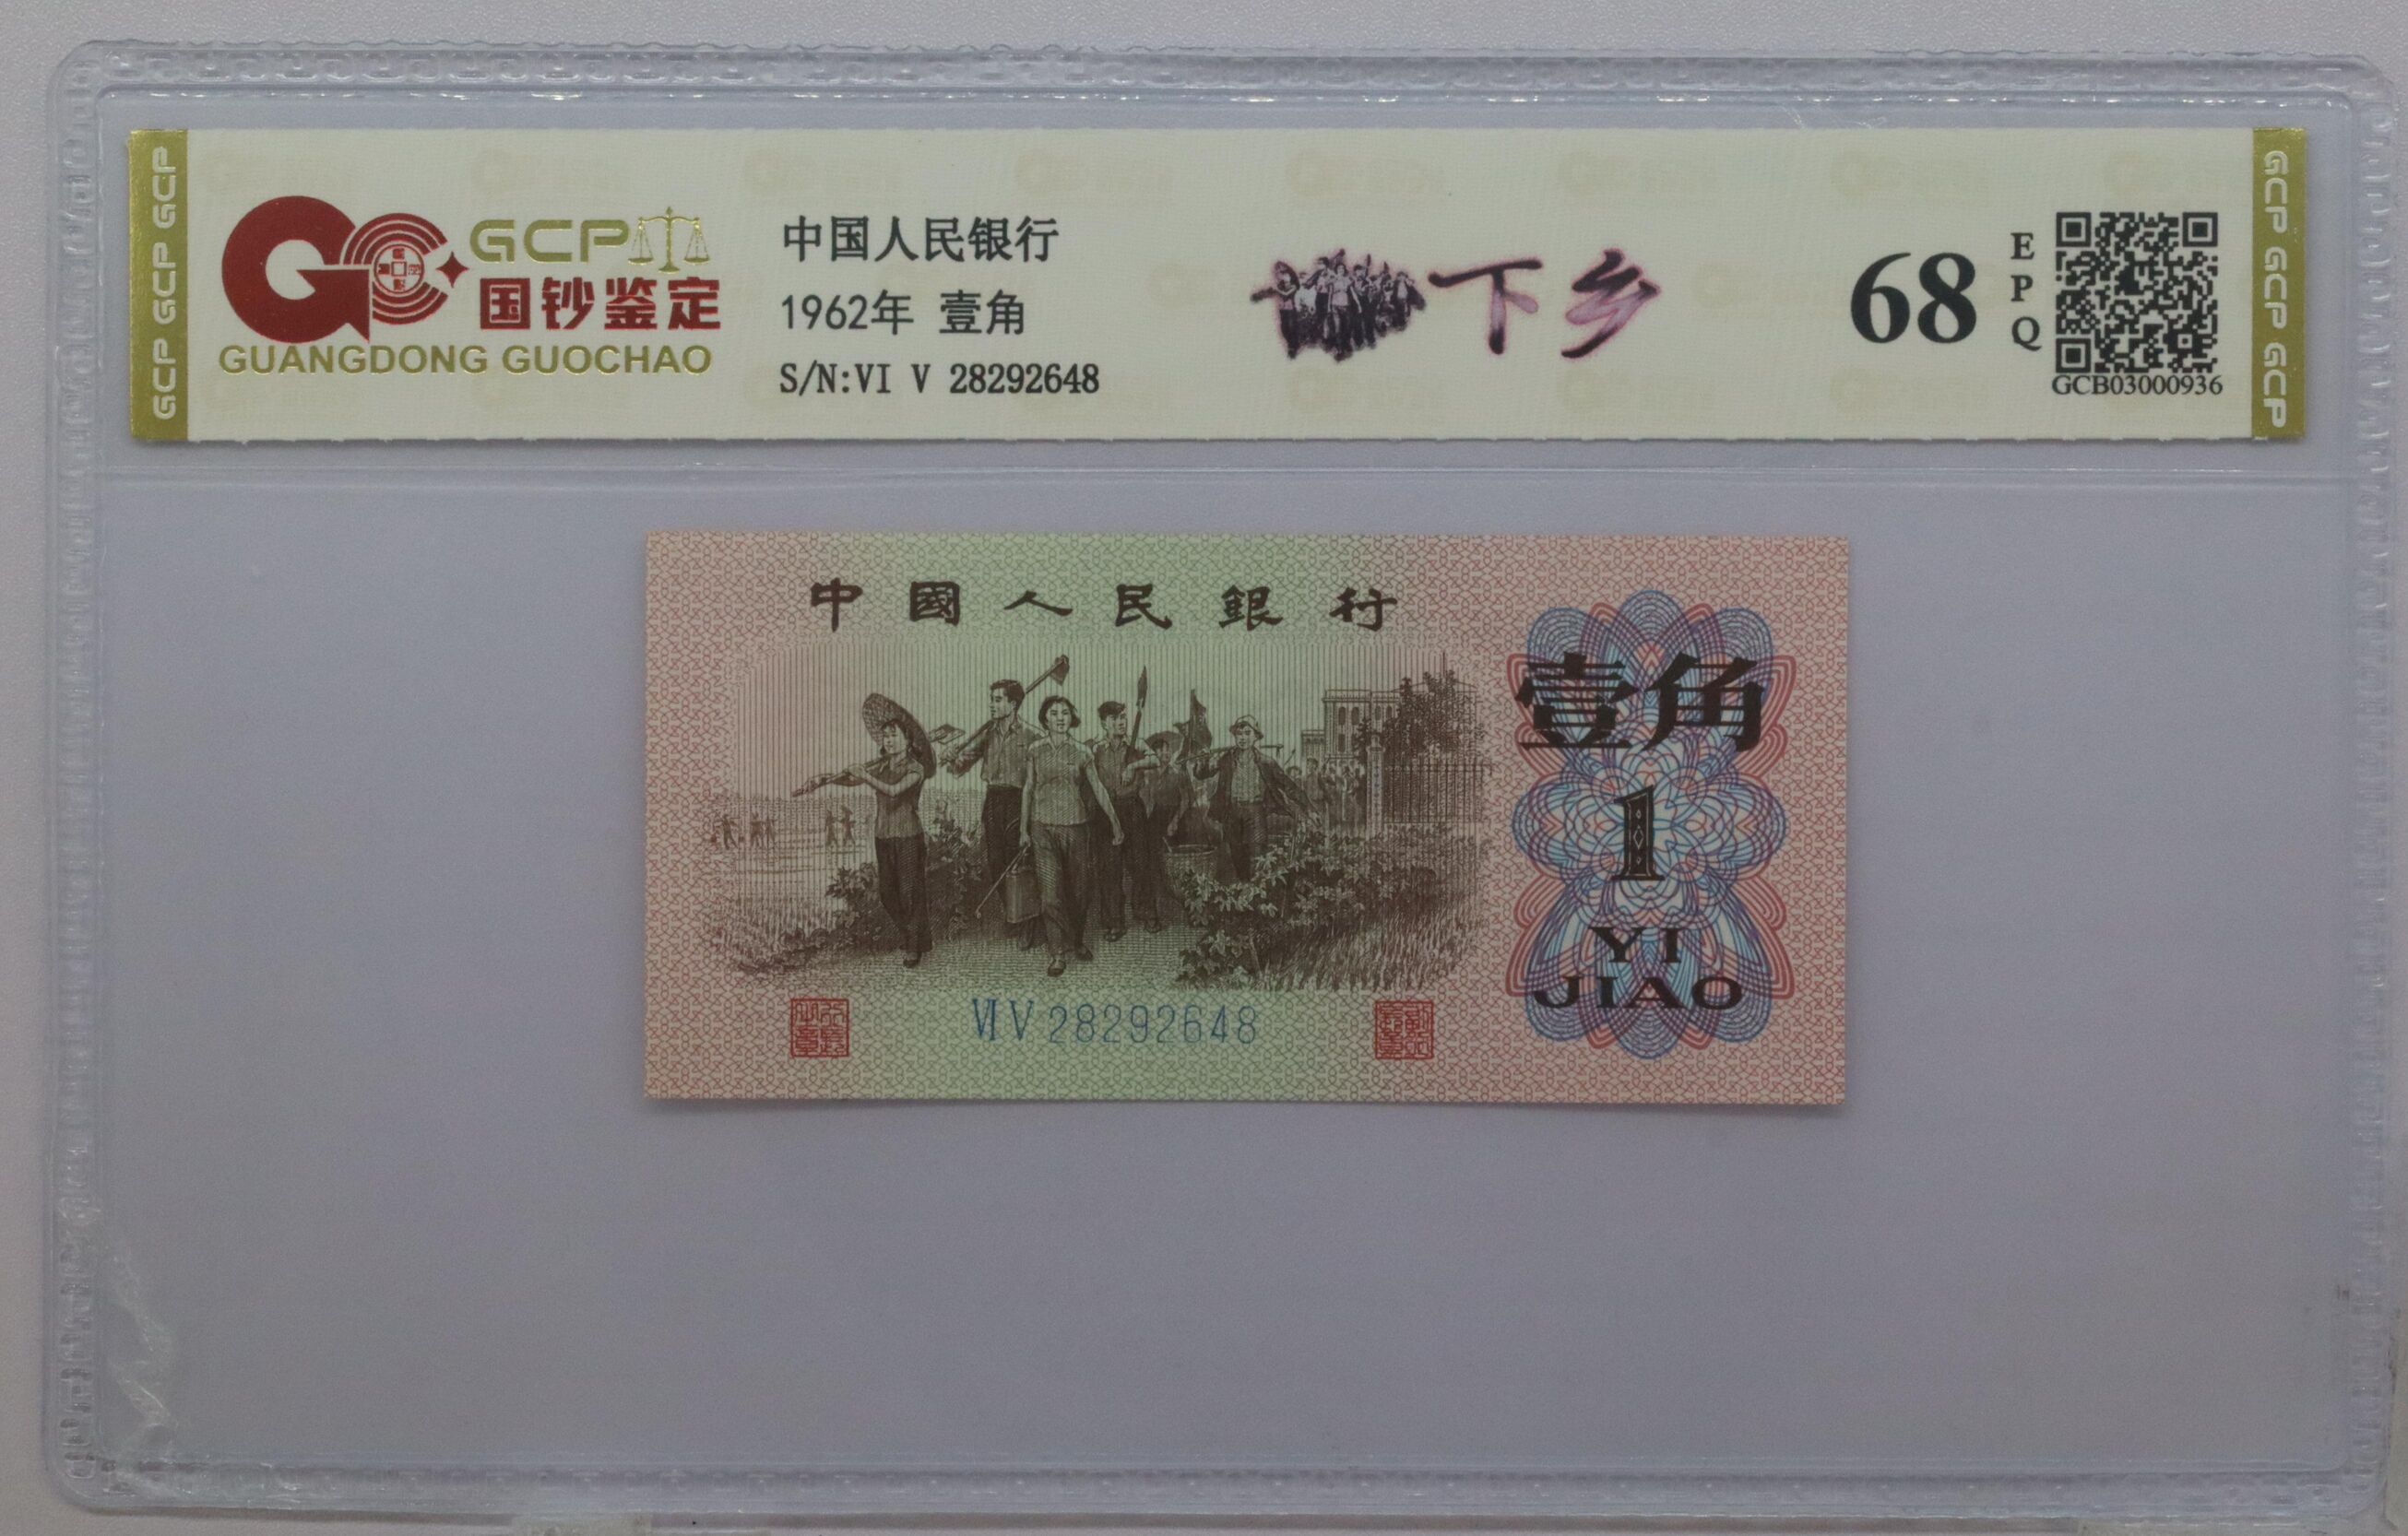 GCP GCP GCP
GCP
国钞鉴定
GUANGDONG GUOCHAO
中国人民银行
1962年 壹角
S/N:VI V 28292648
下乡
68
EPQ
GCB03000936
GCP GCP GCP
中國人民銀行
壹角
1
YI
JIAO
VI V 28292648